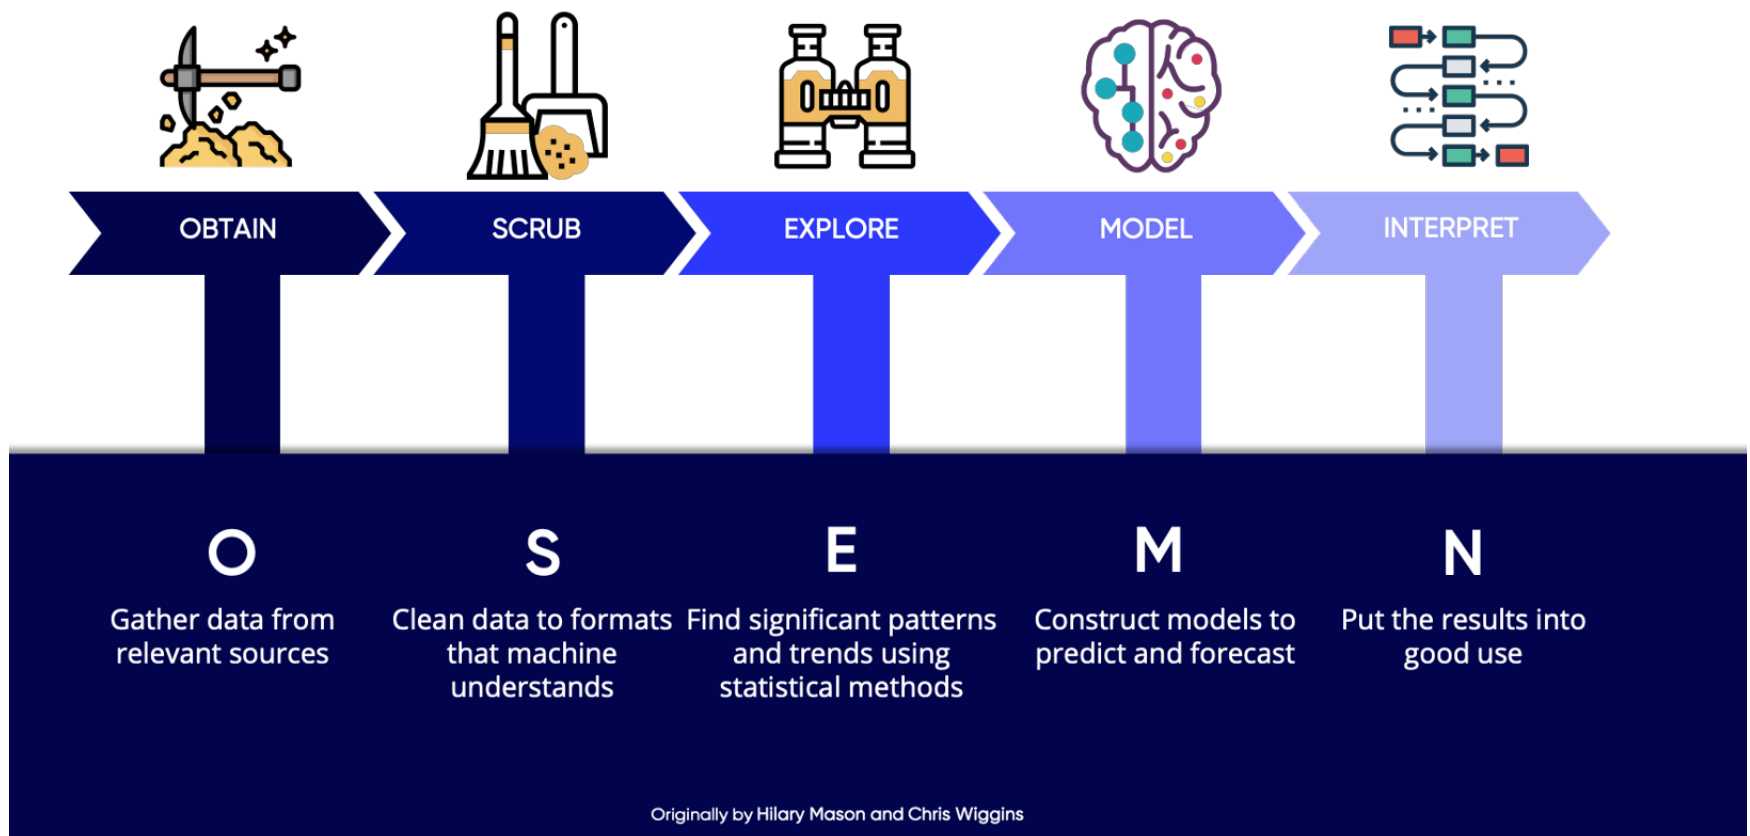 OBTAIN
SCRUB
EXPLORE
MODEL
INTERPRET
O
Gather data from
relevant sources
S
Clean data to formats
that machine
understands
E
Find significant patterns
and trends using
statistical methods
M
Construct models to
predict and forecast
N
Put the results into
good use
Originally by Hilary Mason and Chris Wiggins